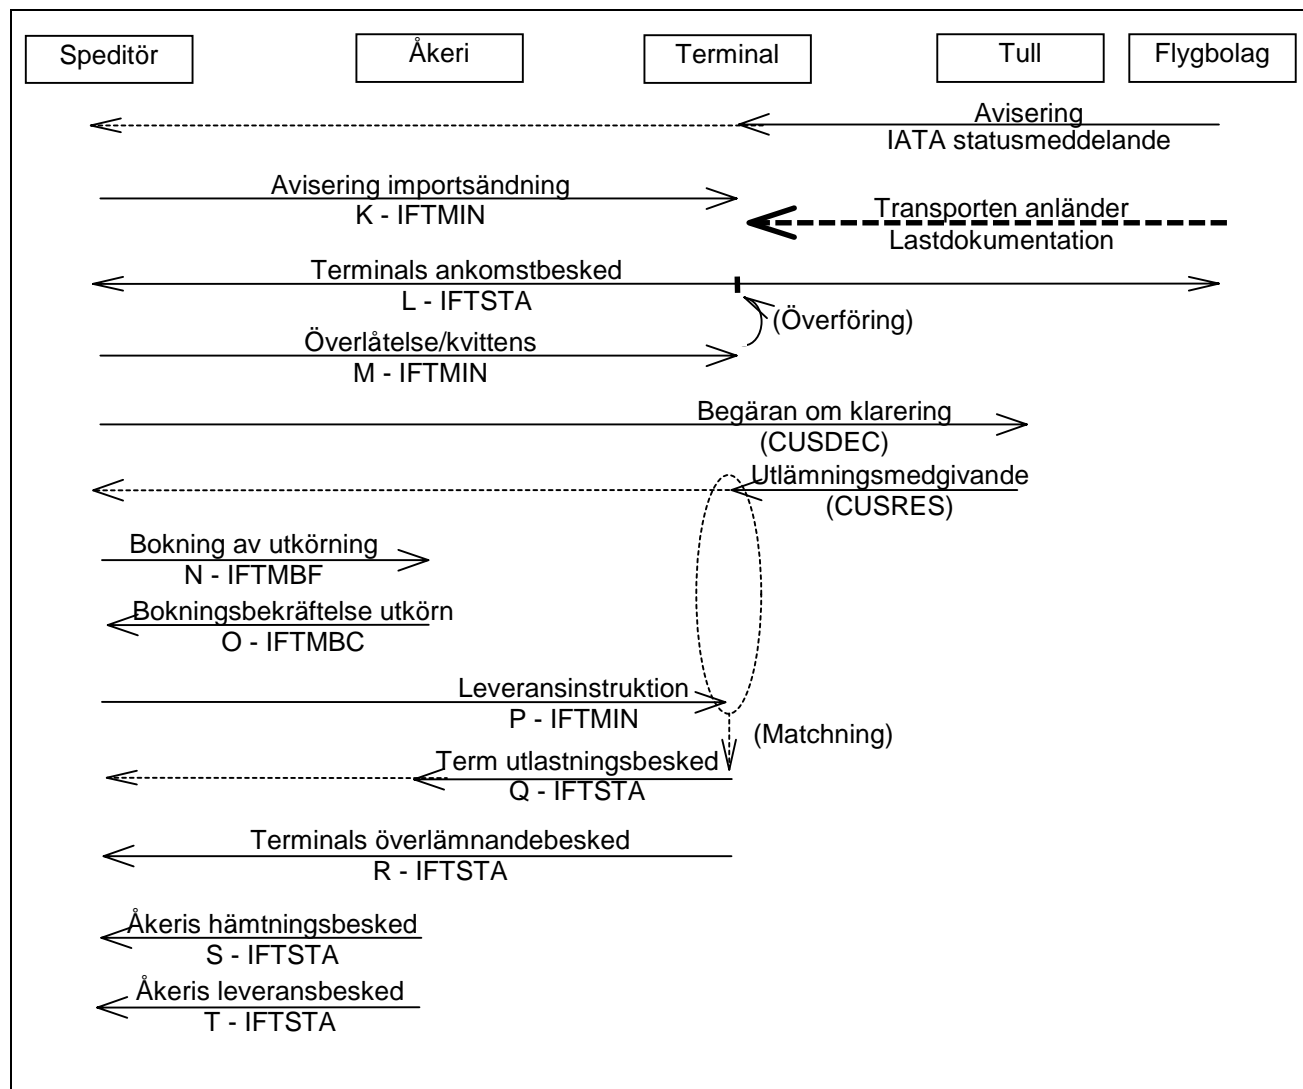 Speditör
Åkeri
Terminal
Tull
Flygbolag
Avisering
IATA statusmeddelande
Avisering importsändning
K - IFTMIN
Transporten anländer
Lastdokumentation
Terminals ankomstbesked
L - IFTSTA
(Överföring)
Överlåtelse/kvittens
M - IFTMIN
Begäran om klarering
(CUSDEC)
Utlämningsmedgivande
(CUSRES)
Bokning av utkörning
N - IFTMBF
Bokningsbekräftelse utkörn
O - IFTMBC
Leveransinstruktion
P - IFTMIN
(Matchning)
Term utlastningsbesked
Q - IFTSTA
Terminals överlämnandebesked
R - IFTSTA
Åkeris hämtningsbesked
S - IFTSTA
Åkeris leveransbesked
T - IFTSTA